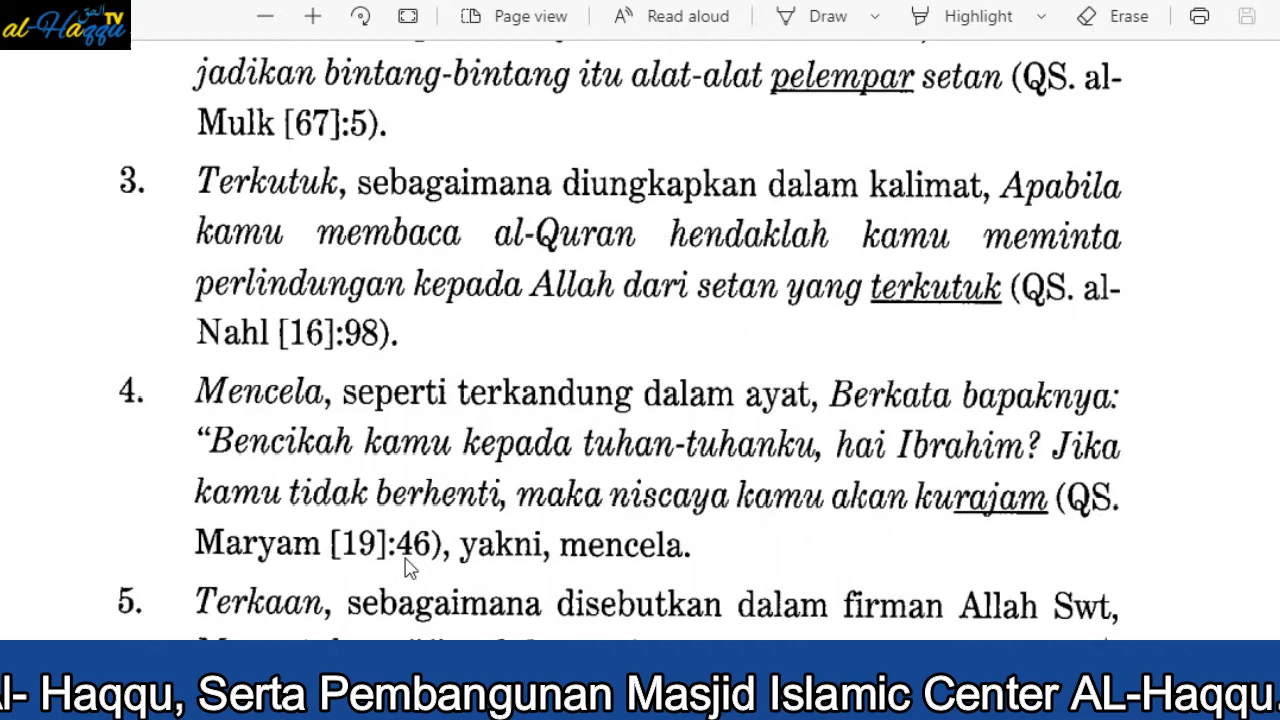 الحق TV
al-Haqqu
Page view
Read aloud
Draw
Highlight
Erase
jadikan bintang-bintang itu alat-alat pelempar setan (QS. al-
Mulk [67]:5).
3. Terkutuk, sebagaimana diungkapkan dalam kalimat, Apabila
kamu membaca al-Quran hendaklah kamu meminta
perlindungan kepada Allah dari setan yang terkutuk (QS. al-
Nahl [16]:98).
4. Mencela, seperti terkandung dalam ayat, Berkata bapaknya:
“Bencikah kamu kepada tuhan-tuhanku, hai Ibrahim? Jika
kamu tidak berhenti, maka niscaya kamu akan kurajam (QS.
Maryam [19]:46), yakni, mencela.
5. Terkaan, sebagaimana disebutkan dalam firman Allah Swt,
l- Haqqu, Serta Pembangunan Masjid Islamic Center AL-Haqqu.